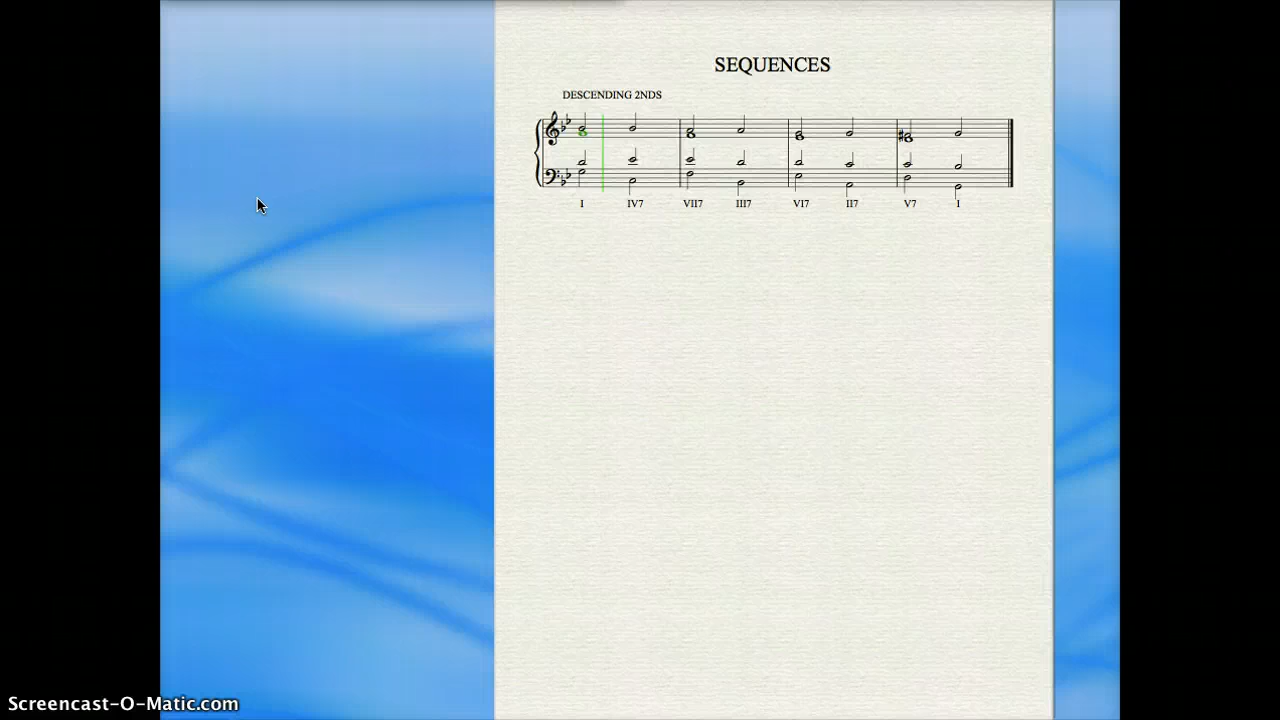 SEQUENCES
DESCENDING 2NDS
I IV7 VII7 III7 VI7 II7 V7 I
Screencast-O-Matic.com